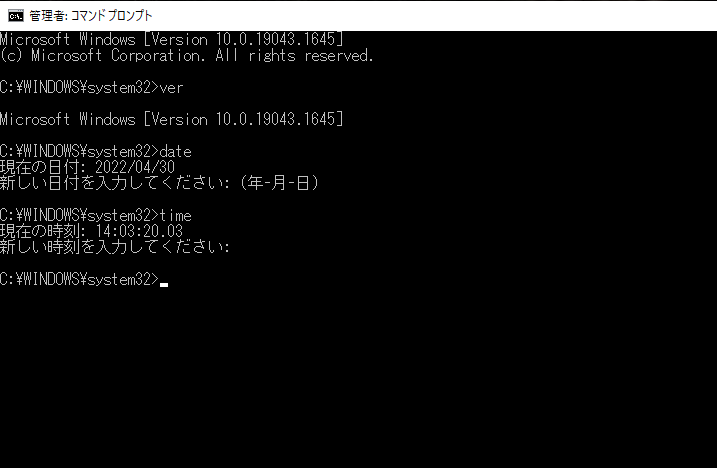 管理者: コマンドプロンプト
Microsoft Windows [Version 10.0.19043.1645]
(c) Microsoft Corporation. All rights reserved.
C:¥WINDOWS¥system32>ver
Microsoft Windows [Version 10.0.19043.1645]
C:¥WINDOWS¥system32>date
現在の日付: 2022/04/30
新しい日付を入力してください: (年-月-日)
C:¥WINDOWS¥system32>time
現在の時刻: 14:03:20.03
新しい時刻を入力してください:
C:¥WINDOWS¥system32>